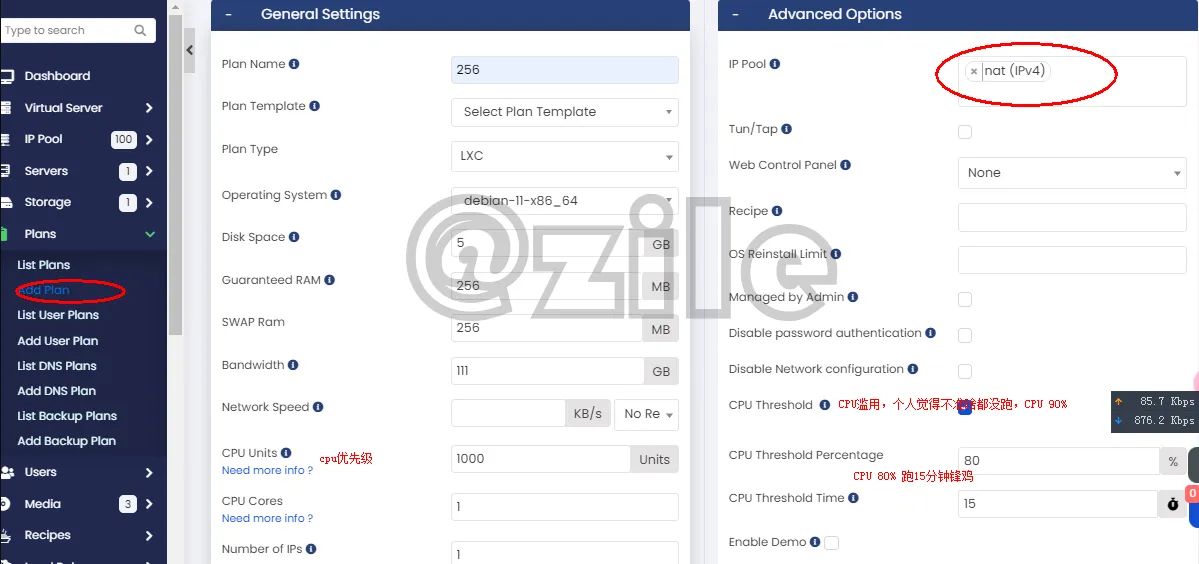 Type to search
Dashboard
Virtual Server
IP Pool 100
Servers 1
Storage 1
Plans
List Plans
Add Plan
List User Plans
Add User Plan
List DNS Plans
Add DNS Plan
List Backup Plans
Add Backup Plan
Users
Media 3
Recipes
- General Settings
Plan Name 256
Plan Template Select Plan Template
Plan Type LXC
Operating System debian-11-x86_64
Disk Space 5 GB
Guaranteed RAM 256 MB
SWAP Ram 256 MB
Bandwidth 111 GB
Network Speed KB/s No Re
CPU Units cpu优先级 1000 Units
Need more info ?
CPU Cores 1
Need more info ?
Number of IPs 1
- Advanced Options
IP Pool × nat (IPv4)
Tun/Tap
Web Control Panel None
Recipe
OS Reinstall Limit
Managed by Admin
Disable password authentication
Disable Network configuration
CPU Threshold CPU滥用，个人觉得不准啥都没跑，CPU 90%
CPU Threshold Percentage 80 %
CPU 80% 跑15分钟锋鸡
CPU Threshold Time 15
Enable Demo
85.7 Kbps
876.2 Kbps
0
@zile